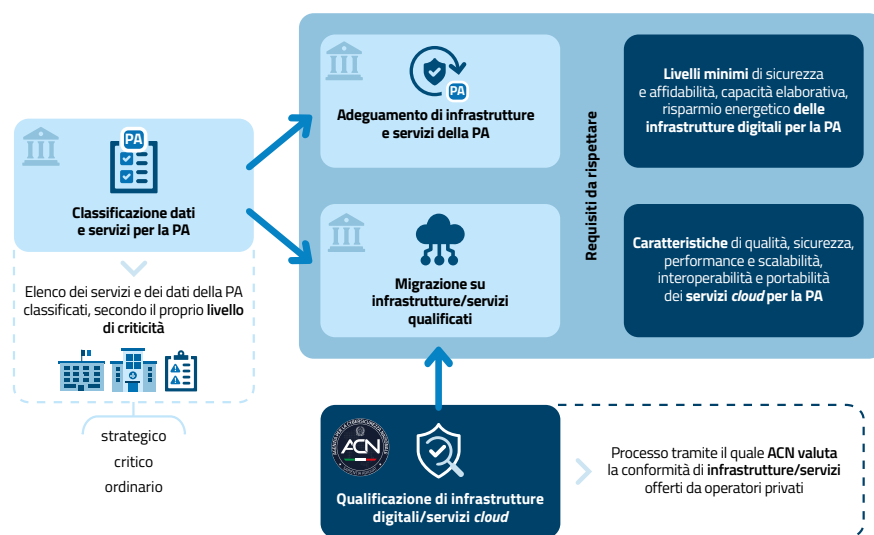 PA
Classificazione dati
e servizi per la PA
Elenco dei servizi e dei dati della PA
classificati, secondo il proprio livello
di criticità
strategico
critico
ordinario
PA
Adeguamento di infrastrutture
e servizi della PA
Migrazione su
infrastrutture/servizi
qualificati
Requisiti da rispettare
Livelli minimi di sicurezza
e affidabilità, capacità elaborativa,
risparmio energetico delle
infrastrutture digitali per la PA
Caratteristiche di qualità, sicurezza,
performance e scalabilità,
interoperabilità e portabilità
dei servizi cloud per la PA
ACN
Qualificazione di infrastrutture
digitali/servizi cloud
Processo tramite il quale ACN valuta
la conformità di infrastrutture/servizi
offerti da operatori privati